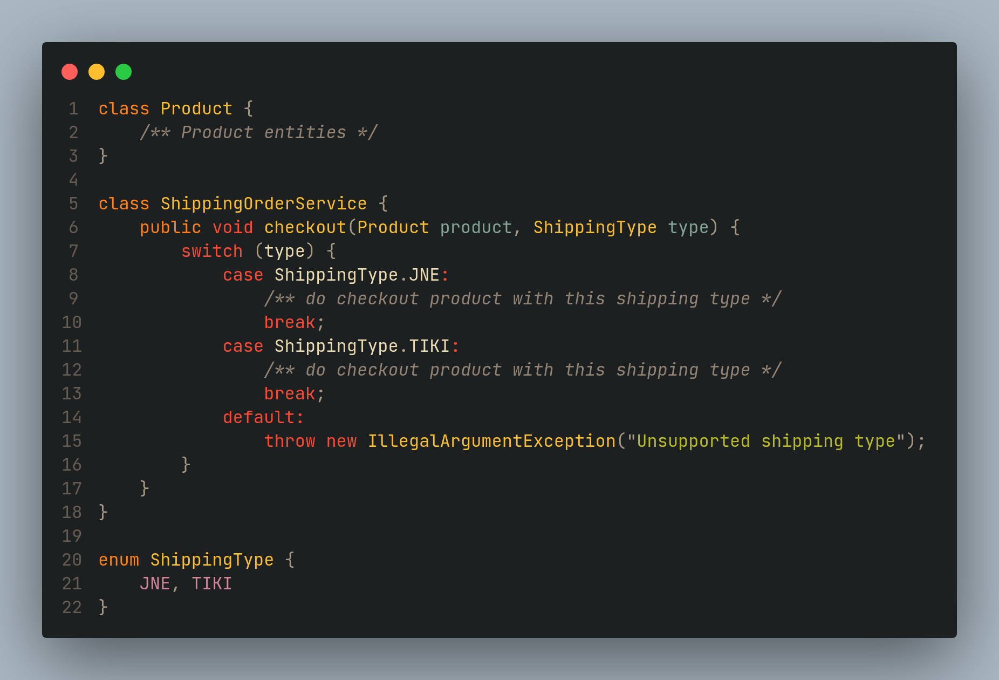 1 class Product {
2     /** Product entities */
3 }
4
5 class ShippingOrderService {
6     public void checkout(Product product, ShippingType type) {
7         switch (type) {
8             case ShippingType.JNE:
9                 /** do checkout product with this shipping type */
10                 break;
11             case ShippingType.TIKI:
12                 /** do checkout product with this shipping type */
13                 break;
14             default:
15                 throw new IllegalArgumentException("Unsupported shipping type");
16         }
17     }
18 }
19
20 enum ShippingType {
21     JNE, TIKI
22 }